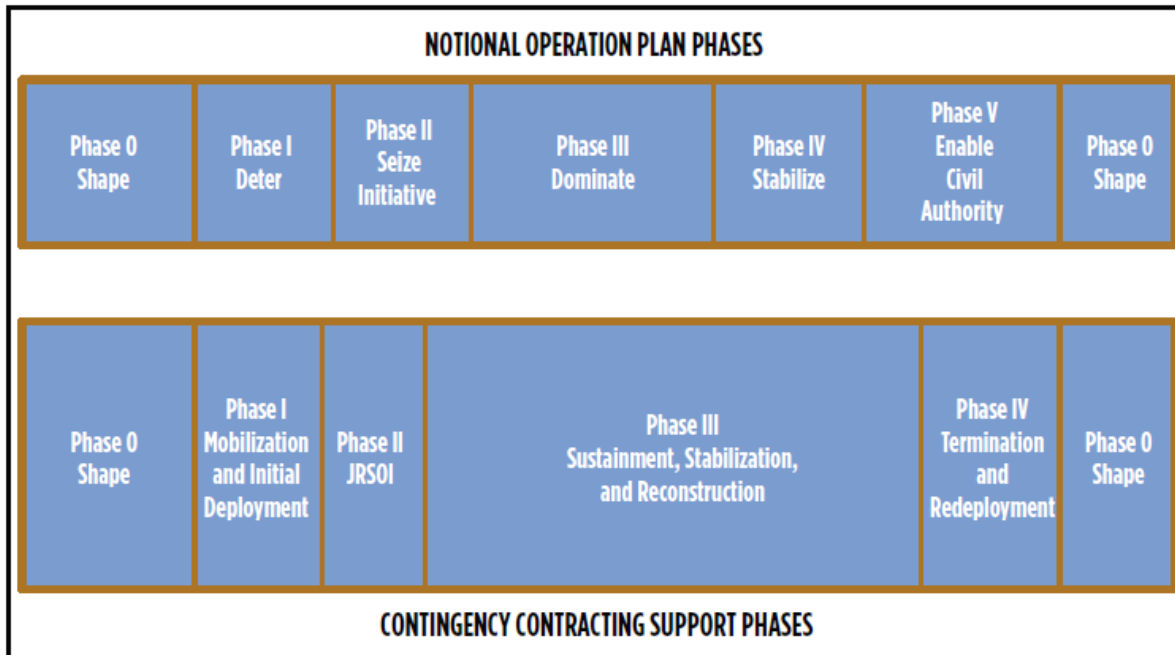 NOTIONAL OPERATION PLAN PHASES
Phase 0
Shape
Phase I
Deter
Phase II
Seize
Initiative
Phase III
Dominate
Phase IV
Stabilize
Phase V
Enable
Civil
Authority
Phase 0
Shape
Phase 0
Shape
Phase I
Mobilization
and Initial
Deployment
Phase II
JRSOI
Phase III
Sustainment, Stabilization,
and Reconstruction
Phase IV
Termination
and
Redeployment
Phase 0
Shape
CONTINGENCY CONTRACTING SUPPORT PHASES